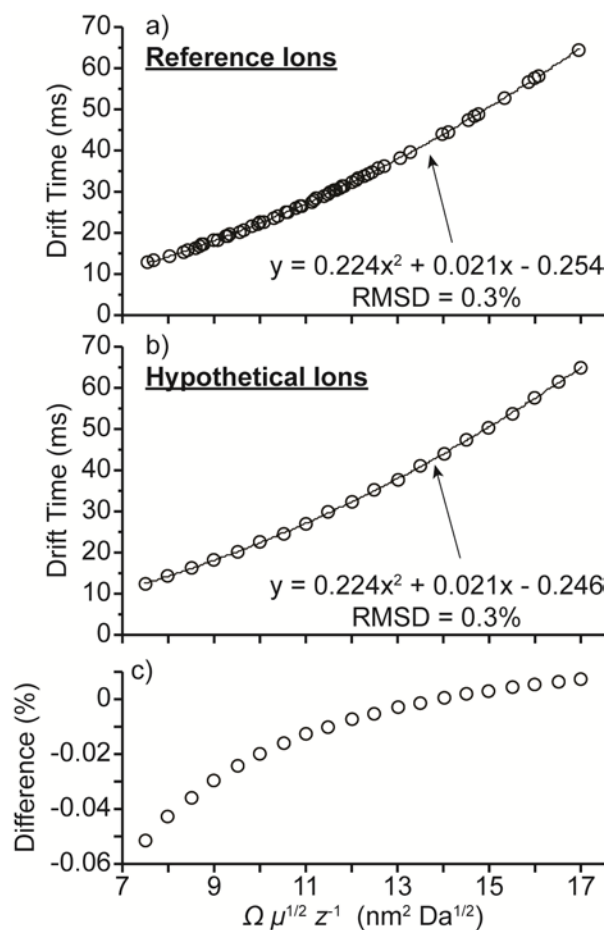 a)
Reference Ions
70
60
50
40
30
20
10
0
Drift Time (ms)
y = 0.224x² + 0.021x - 0.254
RMSD = 0.3%
b)
Hypothetical Ions
70
60
50
40
30
20
10
0
Drift Time (ms)
y = 0.224x² + 0.021x - 0.246
RMSD = 0.3%
c)
0
-0.02
-0.04
-0.06
Difference (%)
7 9 11 13 15 17
Ω μ^{1/2} z^{-1} (nm² Da^{1/2})